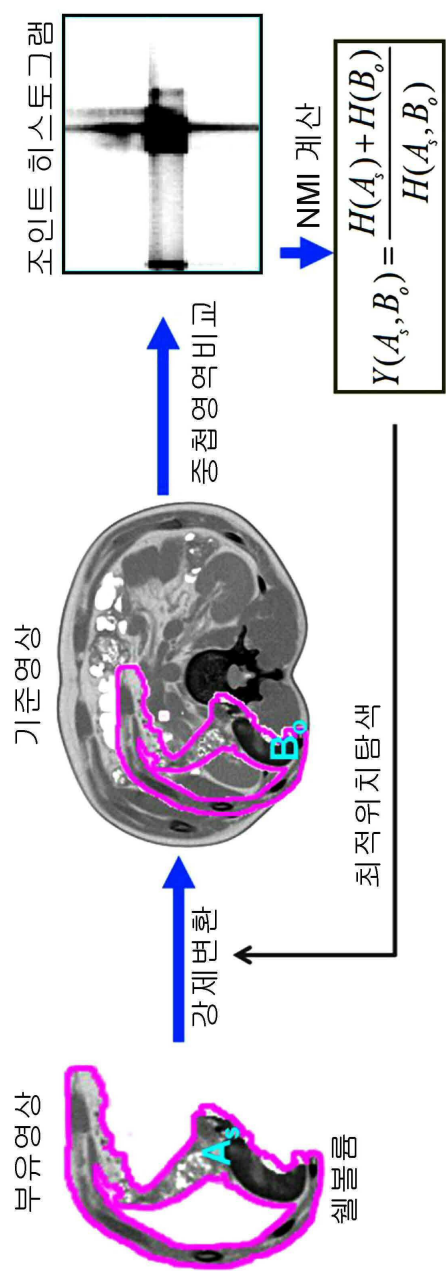 부유영상
A_s
쉘볼륨
강제변환
기준영상
B_o
중첩영역비교
조인트 히스토그램
NMI 계산
Y(A_s, B_o) = \frac{H(A_s) + H(B_o)}{H(A_s, B_o)}
최적위치탐색